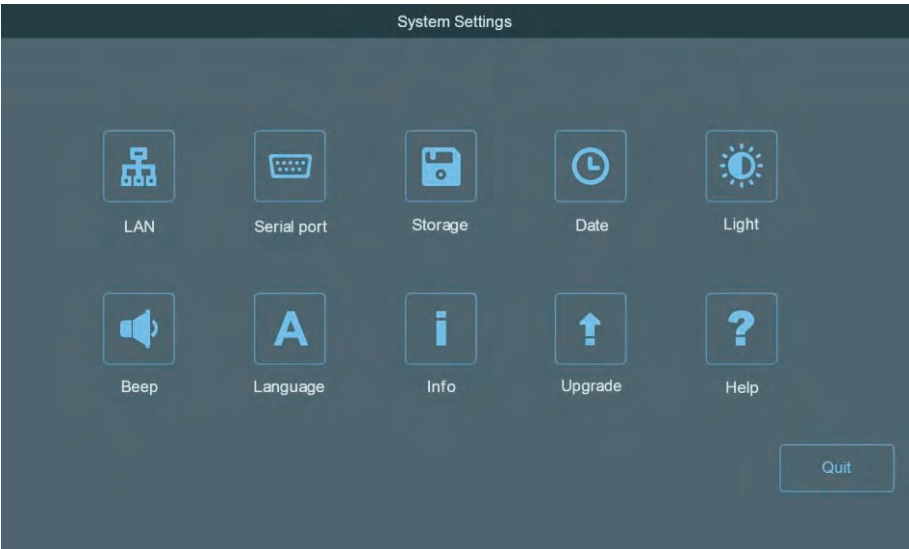 System Settings
LAN
Serial port
Storage
Date
Light
Beep
A
Language
i
Info
Upgrade
?
Help
Quit